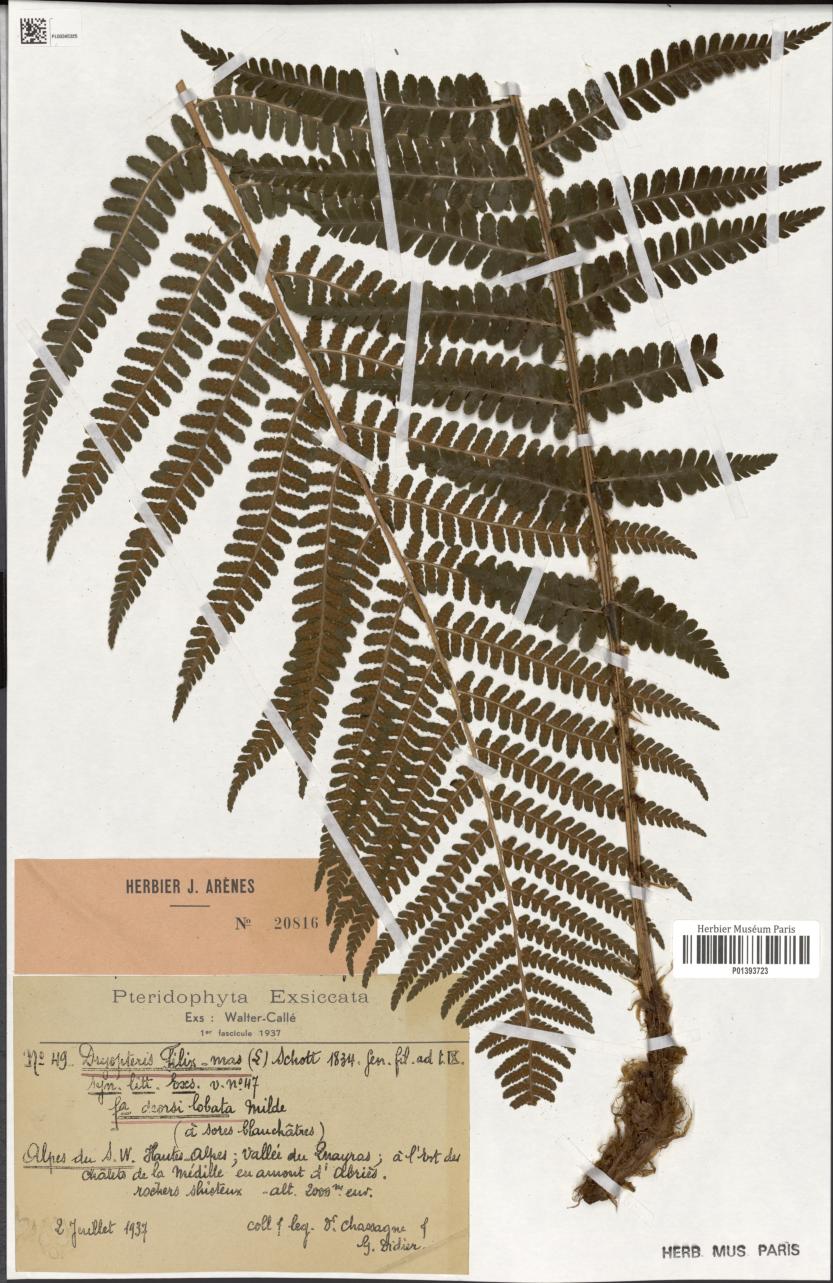 HERBIER J. ARÈNES
No 20816
Herbier Muséum Paris
P01393723
Pteridophyta Exsiccata
Exs : Walter-Callé
1er fascicule 1937
No 49 Dryopteris Filix-mas (L) Schott 1834. Gen. fil. ad t. IX.
Syn. litt. Exs. v. no 47
fa deorsi-lobata Milde
(à sores blanchâtres)
Alpes du S.W. Hautes-Alpes ; Vallée du ; à l'Est des
châlets de la Médille en amont d'Abriès.
rochers shisteux - alt. 2000m env.
2 Juillet 1937
coll & leg. Dr Chassagne &
G. Didier
HERB. MUS. PARIS